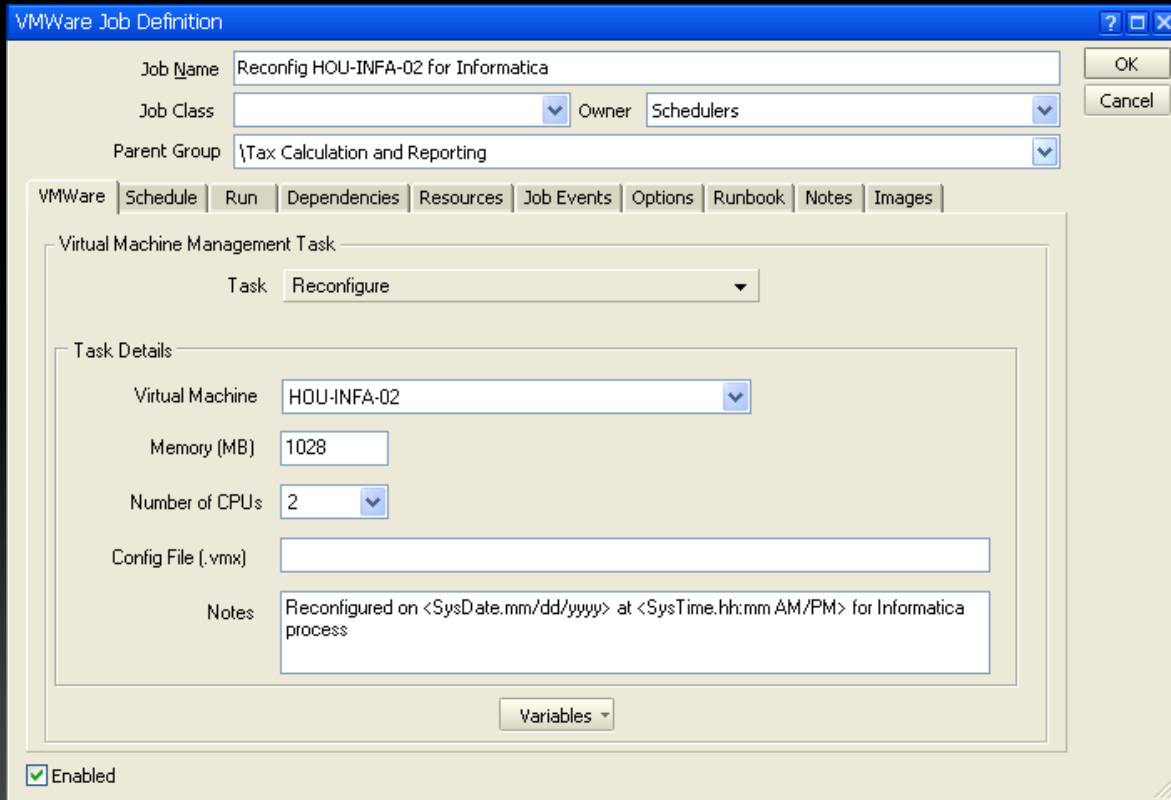 VMWare Job Definition
Job Name Reconfig HOU-INFA-02 for Informatica OK
Job Class Owner Schedulers Cancel
Parent Group \Tax Calculation and Reporting
VMWare Schedule Run Dependencies Resources Job Events Options Runbook Notes Images
Virtual Machine Management Task
Task Reconfigure
Task Details
Virtual Machine HOU-INFA-02
Memory (MB) 1028
Number of CPUs 2
Config File (.vmx)
Notes Reconfigured on <SysDate.mm/dd/yyyy> at <SysTime.hh:mm AM/PM> for Informatica
process
Variables
Enabled